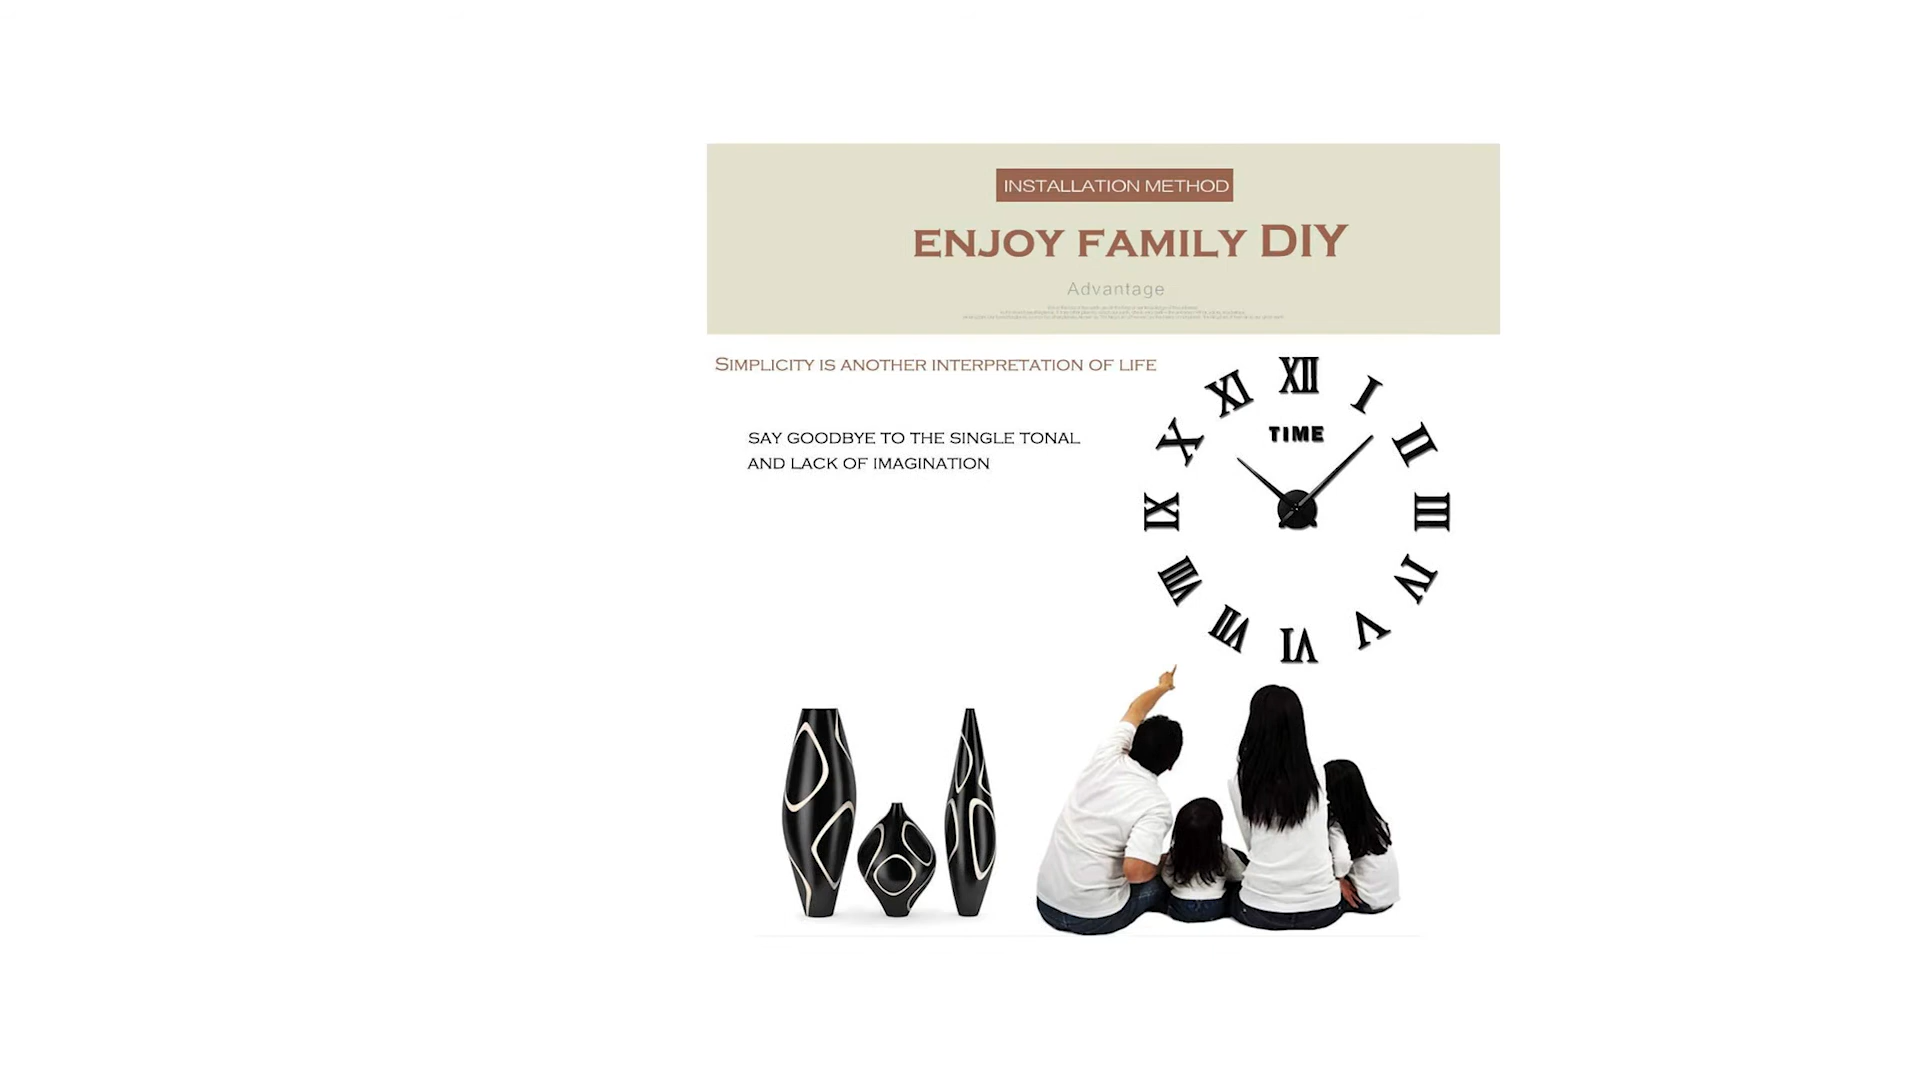 INSTALLATION METHOD
ENJOY FAMILY DIY
Advantage
SIMPLICITY IS ANOTHER INTERPRETATION OF LIFE
SAY GOODBYE TO THE SINGLE TONAL
AND LACK OF IMAGINATION
XII
XI
I
TIME
X
II
IX
III
VIII
IV
VII
V
VI